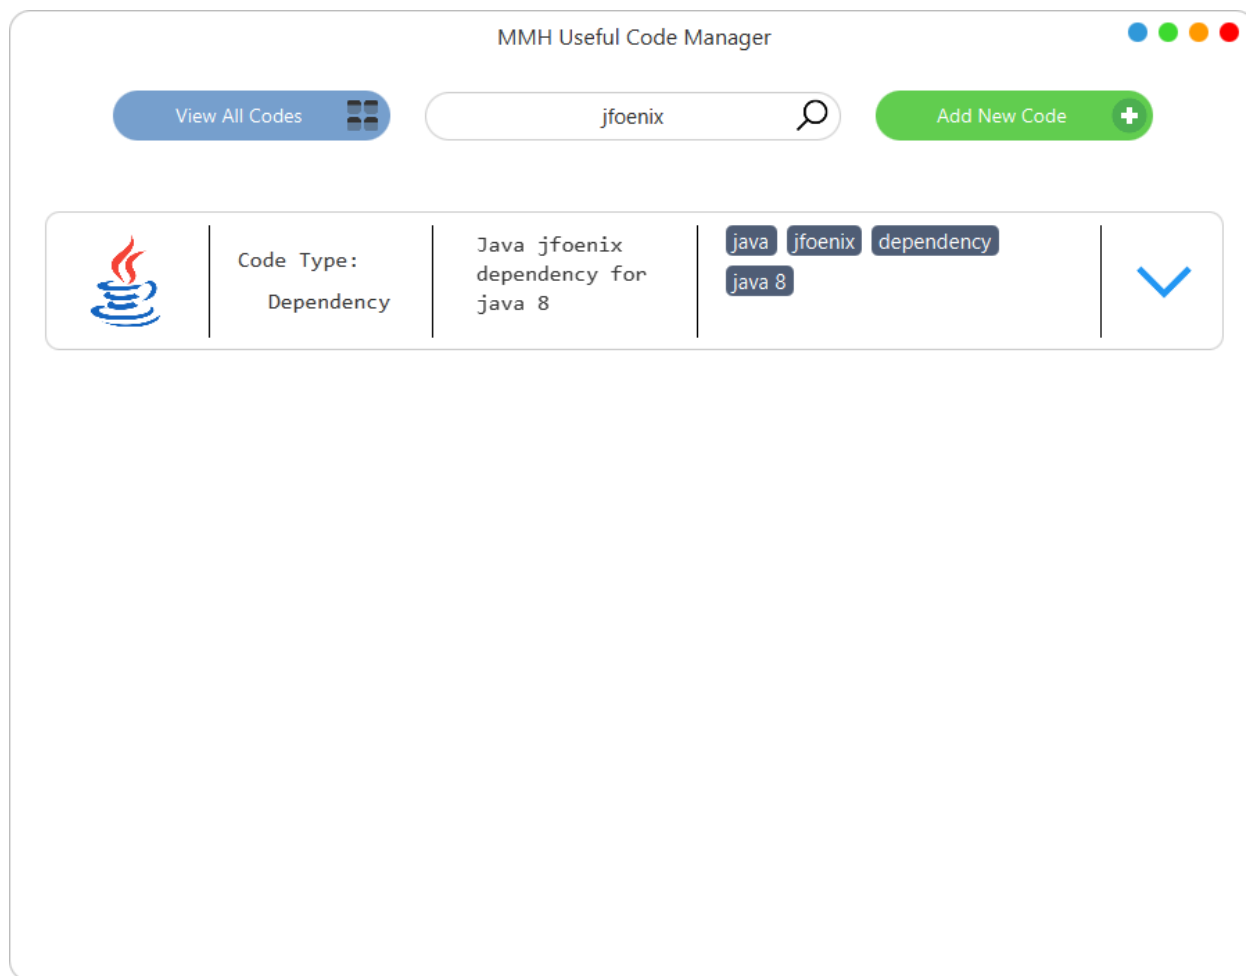 MMH Useful Code Manager
View All Codes
jfoenix
Add New Code
Code Type:
Dependency
Java jfoenix
dependency for
java 8
java jfoenix dependency
java 8